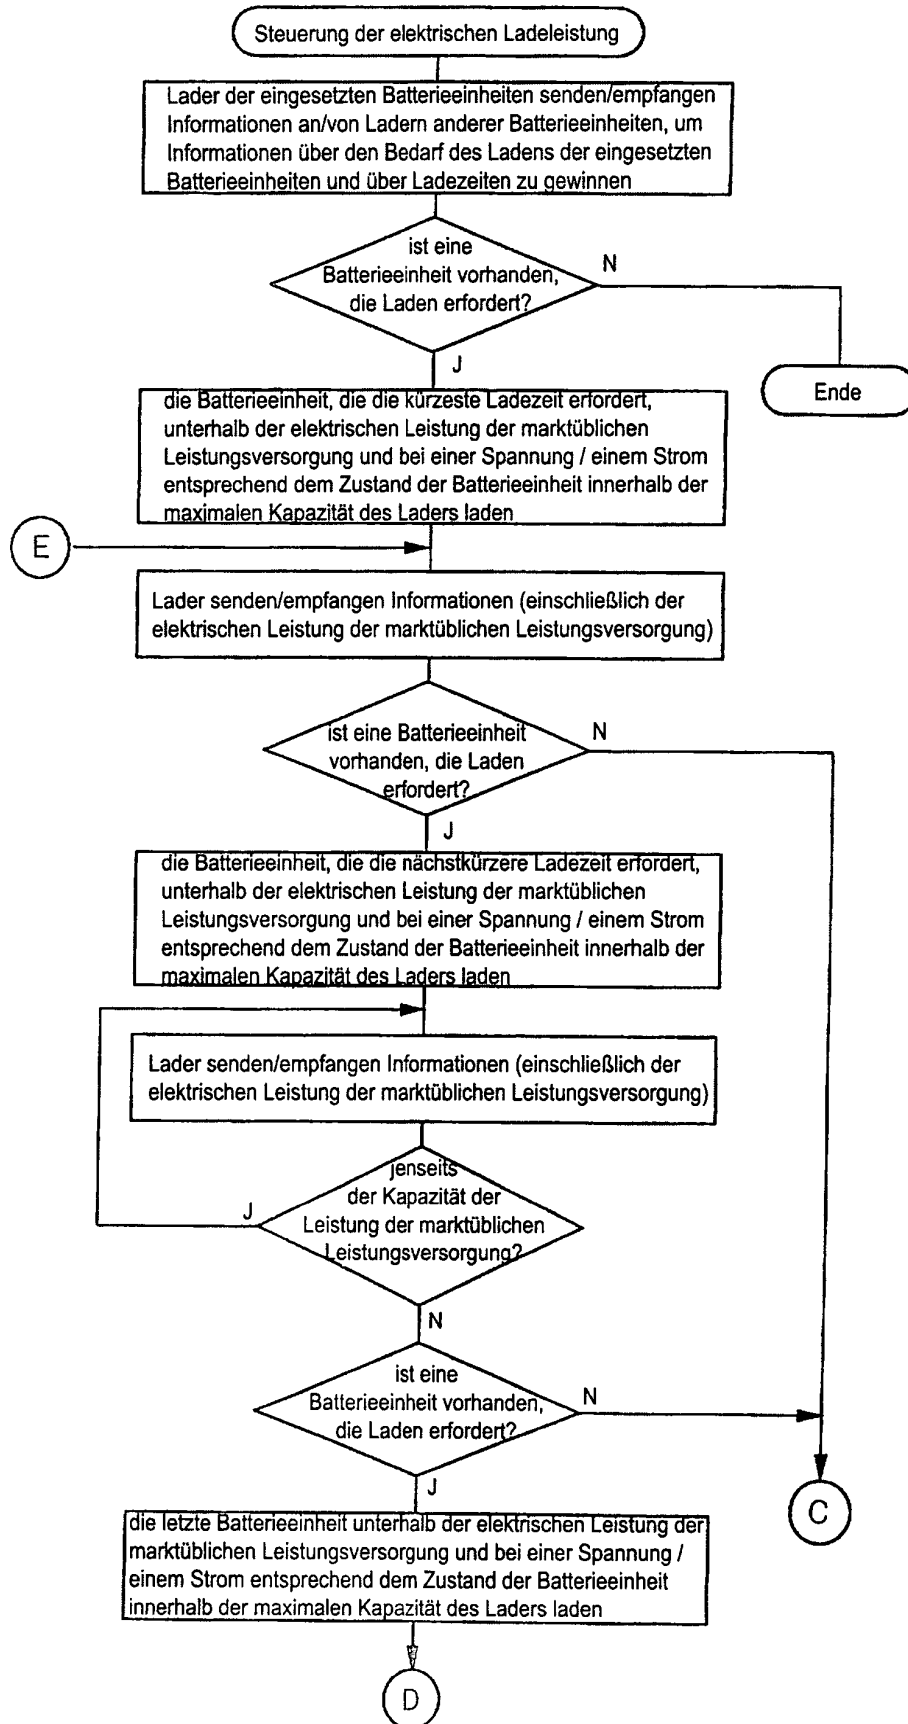 Steuerung der elektrischen Ladeleistung
Lader der eingesetzten Batterieeinheiten senden/empfangen
Informationen an/von Ladern anderer Batterieeinheiten, um
Informationen über den Bedarf des Ladens der eingesetzten
Batterieeinheiten und über Ladezeiten zu gewinnen
ist eine
Batterieeinheit vorhanden,
die Laden erfordert?
N
J
Ende
die Batterieeinheit, die die kürzeste Ladezeit erfordert,
unterhalb der elektrischen Leistung der marktüblichen
Leistungsversorgung und bei einer Spannung / einem Strom
entsprechend dem Zustand der Batterieeinheit innerhalb der
maximalen Kapazität des Laders laden
E
Lader senden/empfangen Informationen (einschließlich der
elektrischen Leistung der marktüblichen Leistungsversorgung)
ist eine Batterieeinheit
vorhanden, die Laden
erfordert?
N
J
die Batterieeinheit, die die nächstkürzere Ladezeit erfordert,
unterhalb der elektrischen Leistung der marktüblichen
Leistungsversorgung und bei einer Spannung / einem Strom
entsprechend dem Zustand der Batterieeinheit innerhalb der
maximalen Kapazität des Laders laden
Lader senden/empfangen Informationen (einschließlich der
elektrischen Leistung der marktüblichen Leistungsversorgung)
jenseits
der Kapazität der
Leistung der marktüblichen
Leistungsversorgung?
J
N
ist eine
Batterieeinheit vorhanden,
die Laden erfordert?
N
J
C
die letzte Batterieeinheit unterhalb der elektrischen Leistung der
marktüblichen Leistungsversorgung und bei einer Spannung /
einem Strom entsprechend dem Zustand der Batterieeinheit
innerhalb der maximalen Kapazität des Laders laden
D